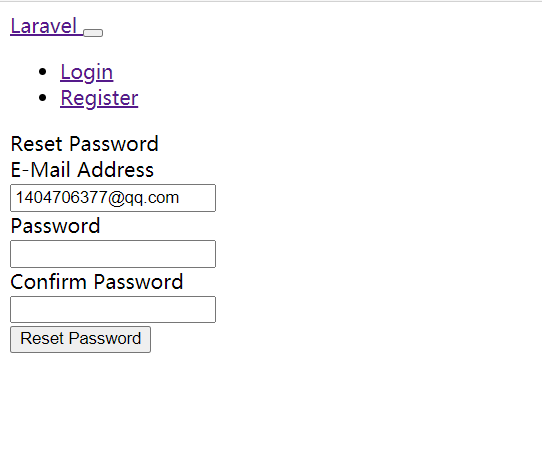 Laravel
Login
Register
Reset Password
E-Mail Address
1404706377@qq.com
Password
Confirm Password
Reset Password